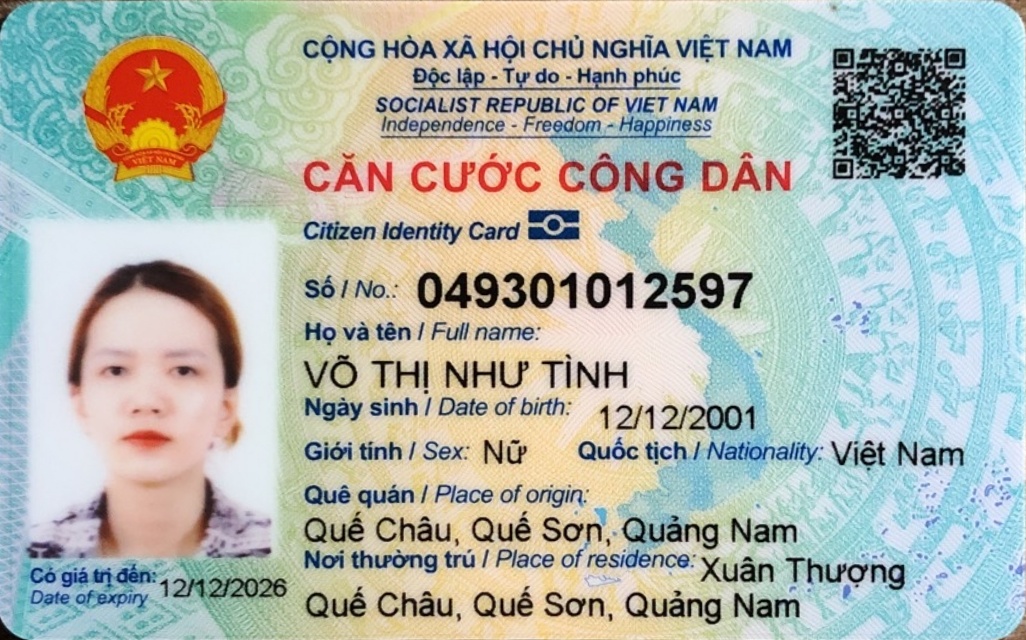 CỘNG HÒA XÃ HỘI CHỦ NGHĨA VIỆT NAM
Độc lập - Tự do - Hạnh phúc
SOCIALIST REPUBLIC OF VIET NAM
Independence - Freedom - Happiness
VIỆT NAM
CĂN CƯỚC CÔNG DÂN
Citizen Identity Card
Số / No.: 049301012597
Họ và tên / Full name:
VÕ THỊ NHƯ TÌNH
Ngày sinh / Date of birth: 12/12/2001
Giới tính / Sex: Nữ Quốc tịch / Nationality: Việt Nam
Quê quán / Place of origin:
Quế Châu, Quế Sơn, Quảng Nam
Nơi thường trú / Place of residence: Xuân Thượng
Quế Châu, Quế Sơn, Quảng Nam
Có giá trị đến: 12/12/2026
Date of expiry